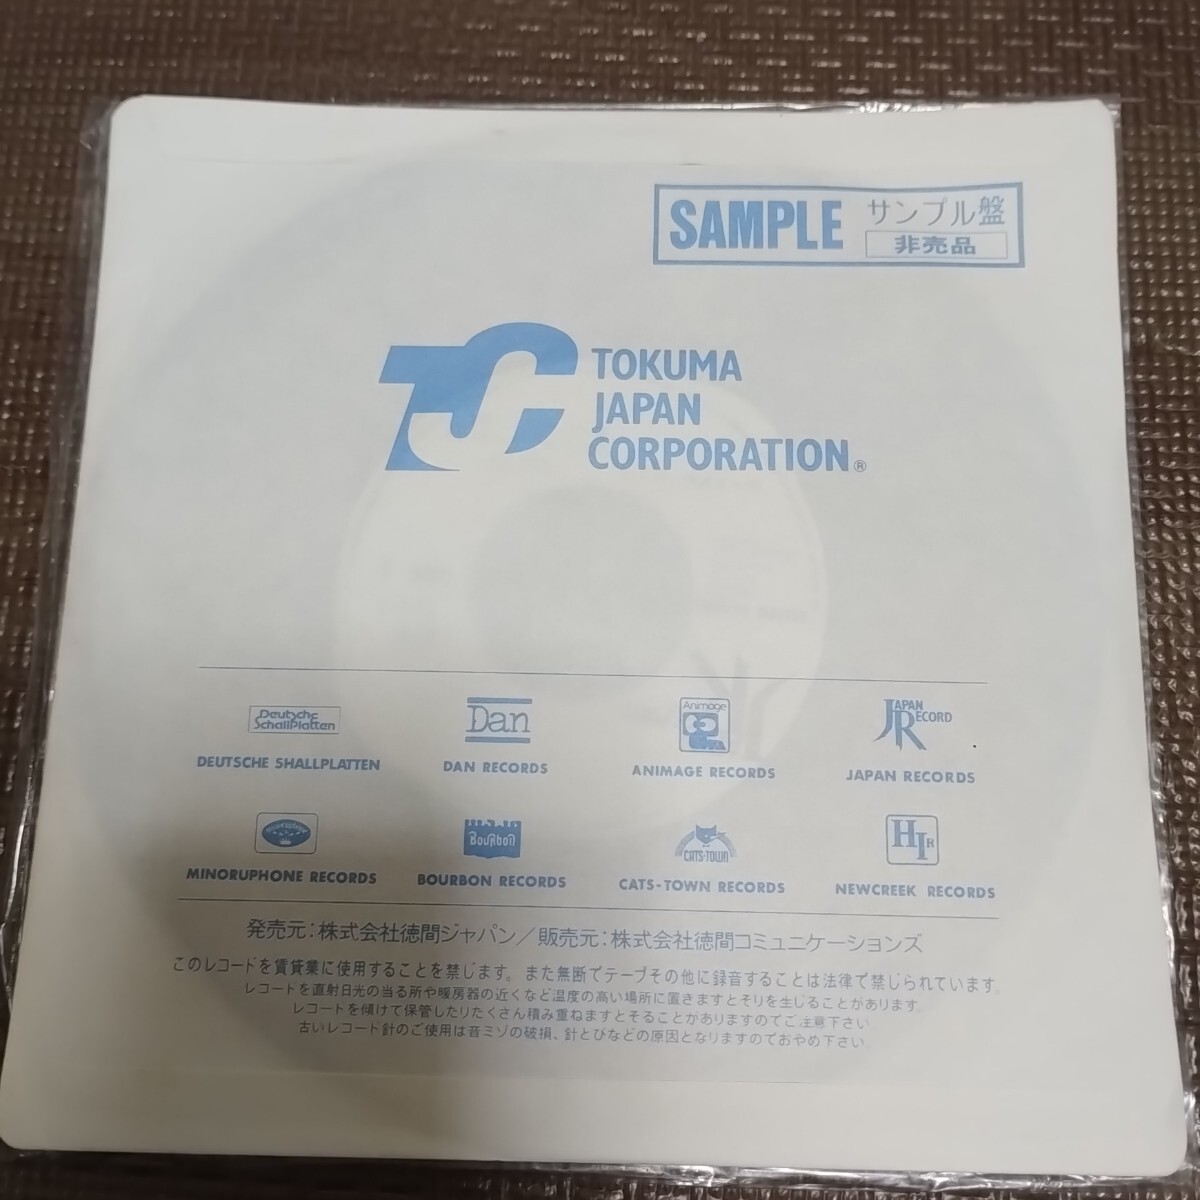 SAMPLE サンプル盤
非売品
TOKUMA
JAPAN
CORPORATION®
Deutsche
SchallPlatten
Dan
Animage
JAPAN
RECORD
DEUTSCHE SHALLPLATTEN
DAN RECORDS
ANIMAGE RECORDS
JAPAN RECORDS
BouRbon
CATS-TOWN
HIR
MINORUPHONE RECORDS
BOURBON RECORDS
CATS-TOWN RECORDS
NEWCREEK RECORDS
発売元:株式会社徳間ジャパン/販売元:株式会社徳間コミュニケーションズ
このレコードを賃貸業に使用することを禁じます。また無断でテープその他に録音することは法律で禁じられています。
レコードを直射日光の当る所や暖房器の近くなど温度の高い場所に置きますとそりを生じることがあります。
レコードを傾けて保管したりたくさん積み重ねますとそることがありますのでご注意下さい
古いレコード針のご使用は音ミゾの破損、針とびなどの原因となりますのでおやめ下さい